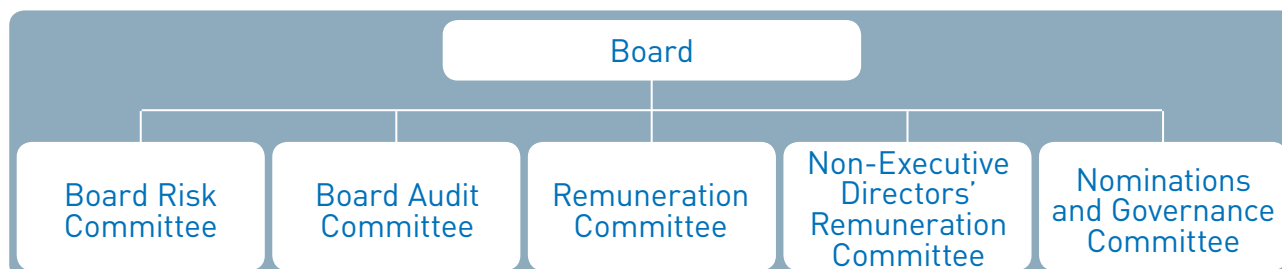 Board
Board Risk
Committee
Board Audit
Committee
Remuneration
Committee
Non-Executive
Directors’
Remuneration
Committee
Nominations
and Governance
Committee